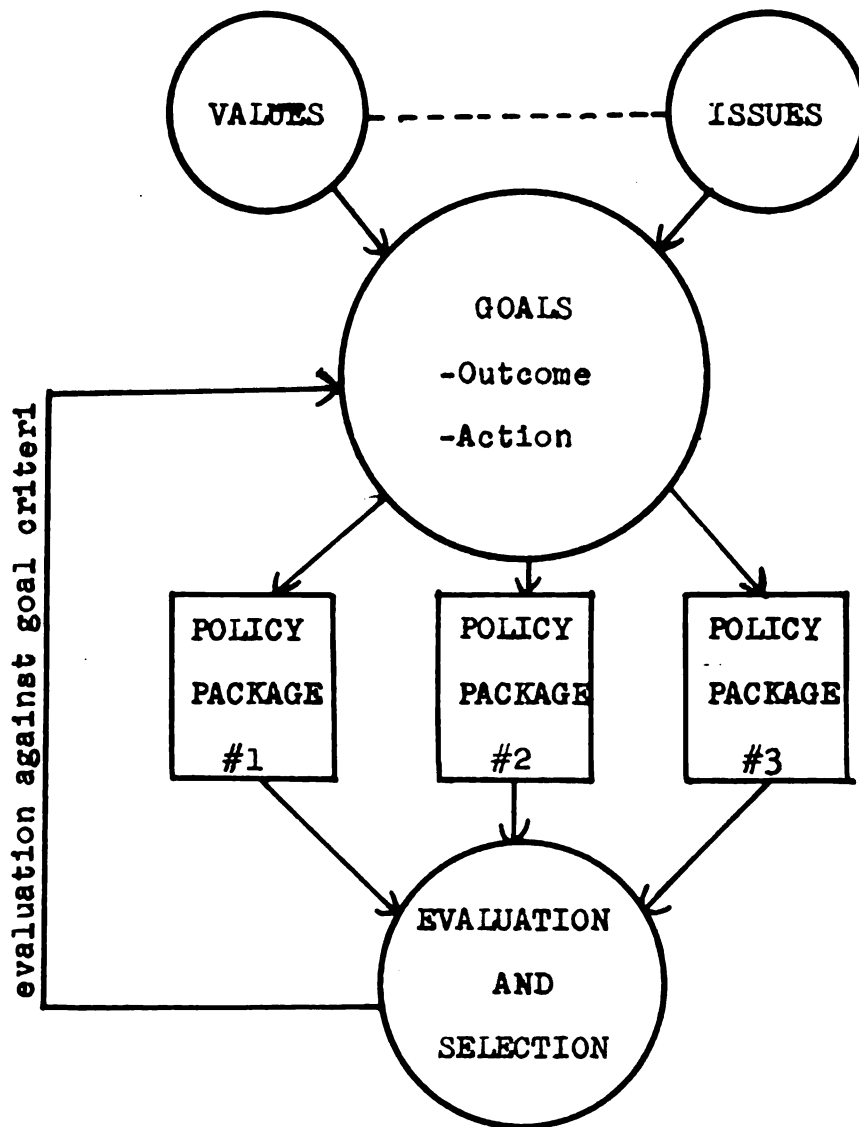 VALUES
ISSUES
GOALS
-Outcome
-Action
evaluation against goal criteri
POLICY
PACKAGE
#1
POLICY
PACKAGE
#2
POLICY
PACKAGE
#3
EVALUATION
AND
SELECTION